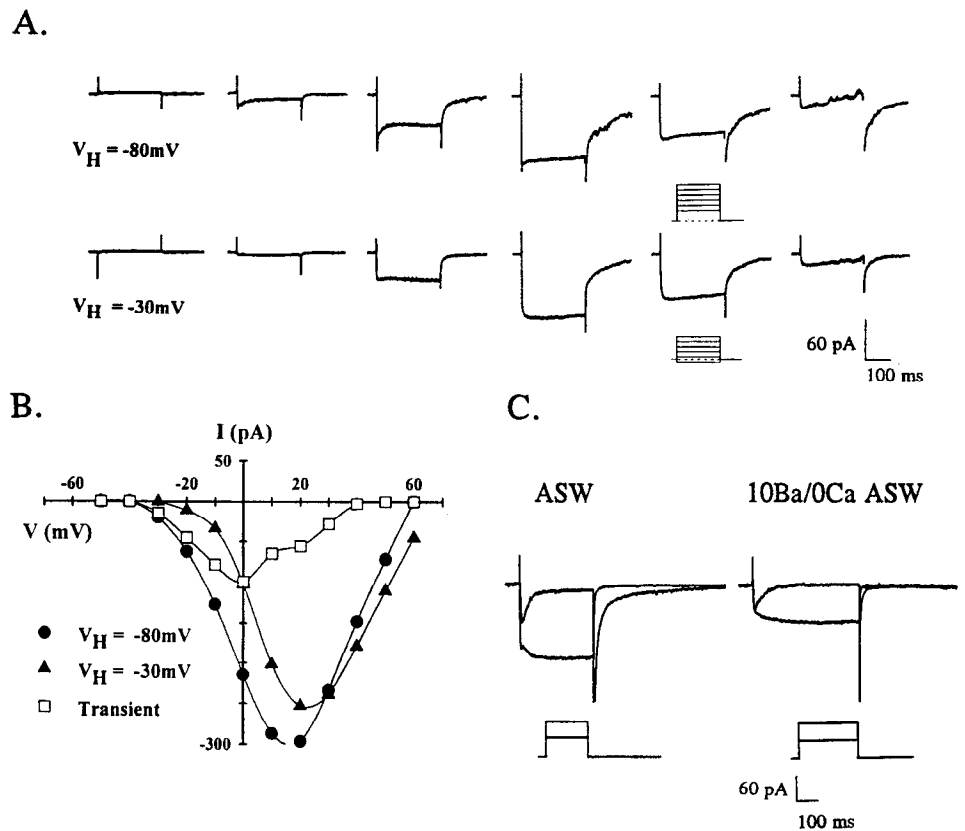 A.
V_H = -80mV
V_H = -30mV
60 pA
100 ms
B.
I (pA)
50
-60 -20 20 60
V (mV)
-300
● V_H = -80mV
▲ V_H = -30mV
□ Transient
C.
ASW 10Ba/0Ca ASW
60 pA
100 ms